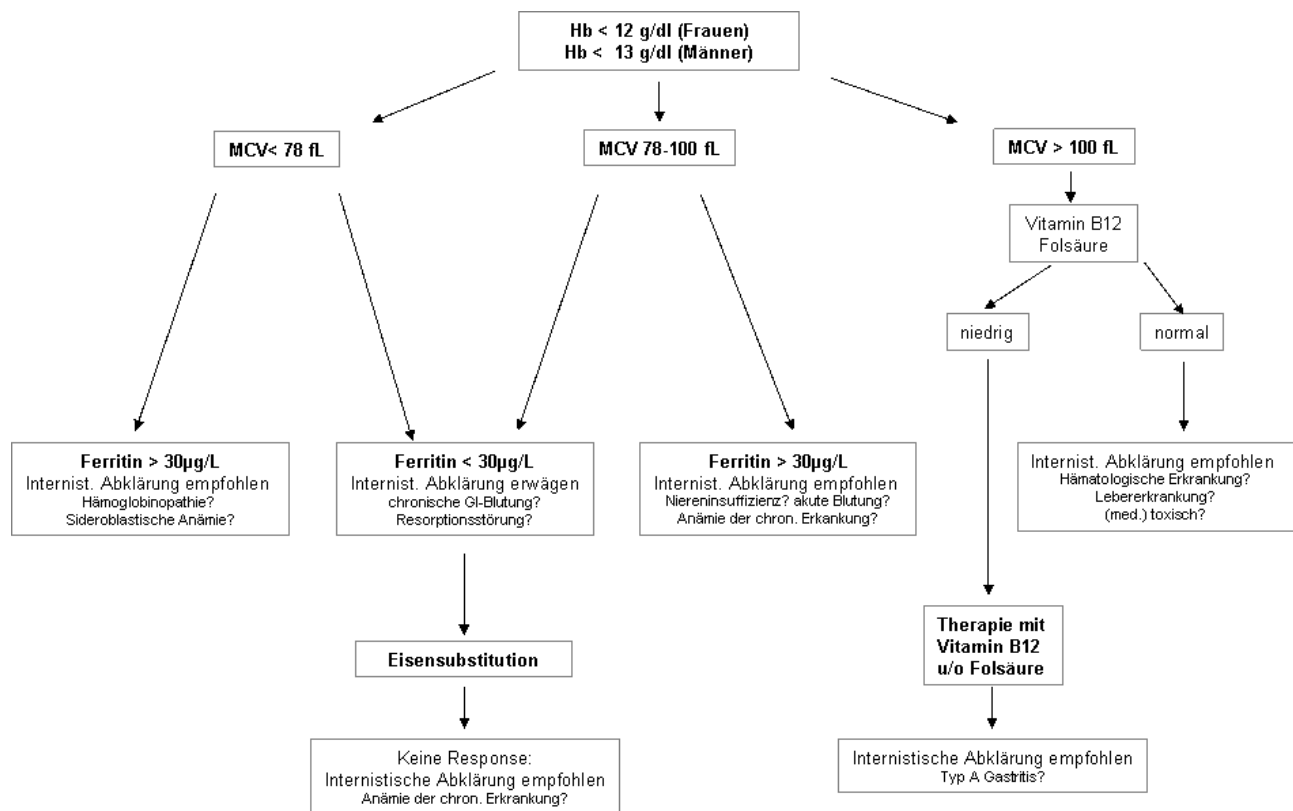 Hb < 12 g/dl (Frauen)
Hb < 13 g/dl (Männer)
MCV< 78 fL
MCV 78-100 fL
MCV > 100 fL
Vitamin B12
Folsäure
niedrig
normal
Ferritin > 30µg/L
Internist. Abklärung empfohlen
Hämoglobinopathie?
Sideroblastische Anämie?
Ferritin < 30µg/L
Internist. Abklärung erwägen
chronische GI-Blutung?
Resorptionsstörung?
Ferritin > 30µg/L
Internist. Abklärung empfohlen
Niereninsuffizienz? akute Blutung?
Anämie der chron. Erkankung?
Internist. Abklärung empfohlen
Hämatologische Erkrankung?
Lebererkrankung?
(med.) toxisch?
Eisensubstitution
Therapie mit
Vitamin B12
u/o Folsäure
Keine Response:
Internistische Abklärung empfohlen
Anämie der chron. Erkrankung?
Internistische Abklärung empfohlen
Typ A Gastritis?